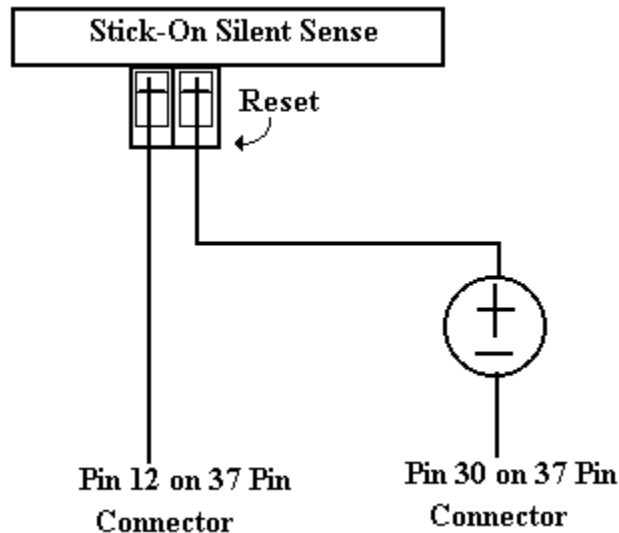 Stick-On Silent Sense
Reset
Pin 12 on 37 Pin
Connector
Pin 30 on 37 Pin
Connector